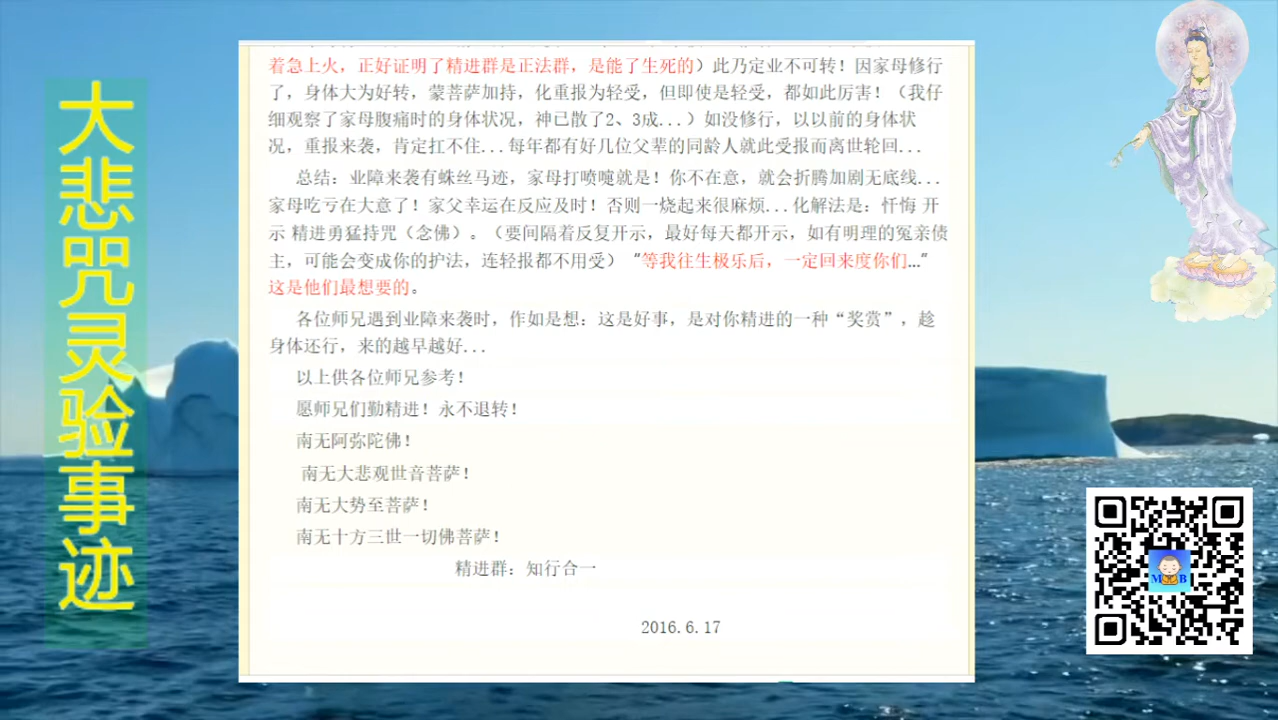 大悲咒灵验事迹
着急上火，正好证明了精进群是正法群，是能了生死的）此乃定业不可转！因家母修行
了，身体大为好转，蒙菩萨加持，化重报为轻受，但即使是轻受，都如此厉害！（我仔
细观察了家母腹痛时的身体状况，神已散了2、3成...）如没修行，以以前的身体状
况，重报来袭，肯定扛不住...每年都有好几位父辈的同龄人就此受报而离世轮回...
总结：业障来袭有蛛丝马迹，家母打喷嚏就是！你不在意，就会折腾加剧无底线...
家母吃亏在大意了！家父幸运在反应及时！否则一烧起来很麻烦...化解法是：忏悔 开
示 精进勇猛持咒（念佛）。（要间隔着反复开示，最好每天都开示，如有明理的冤亲债
主，可能会变成你的护法，连轻报都不用受）"等我往生极乐后，一定回来度你们…"
这是他们最想要的。
各位师兄遇到业障来袭时，作如是想：这是好事，是对你精进的一种“奖赏”，趁
身体还行，来的越早越好...
以上供各位师兄参考！
愿师兄们勤精进！永不退转！
南无阿弥陀佛！
南无大悲观世音菩萨！
南无大势至菩萨！
南无十方三世一切佛菩萨！
精进群：知行合一
2016.6.17
M B